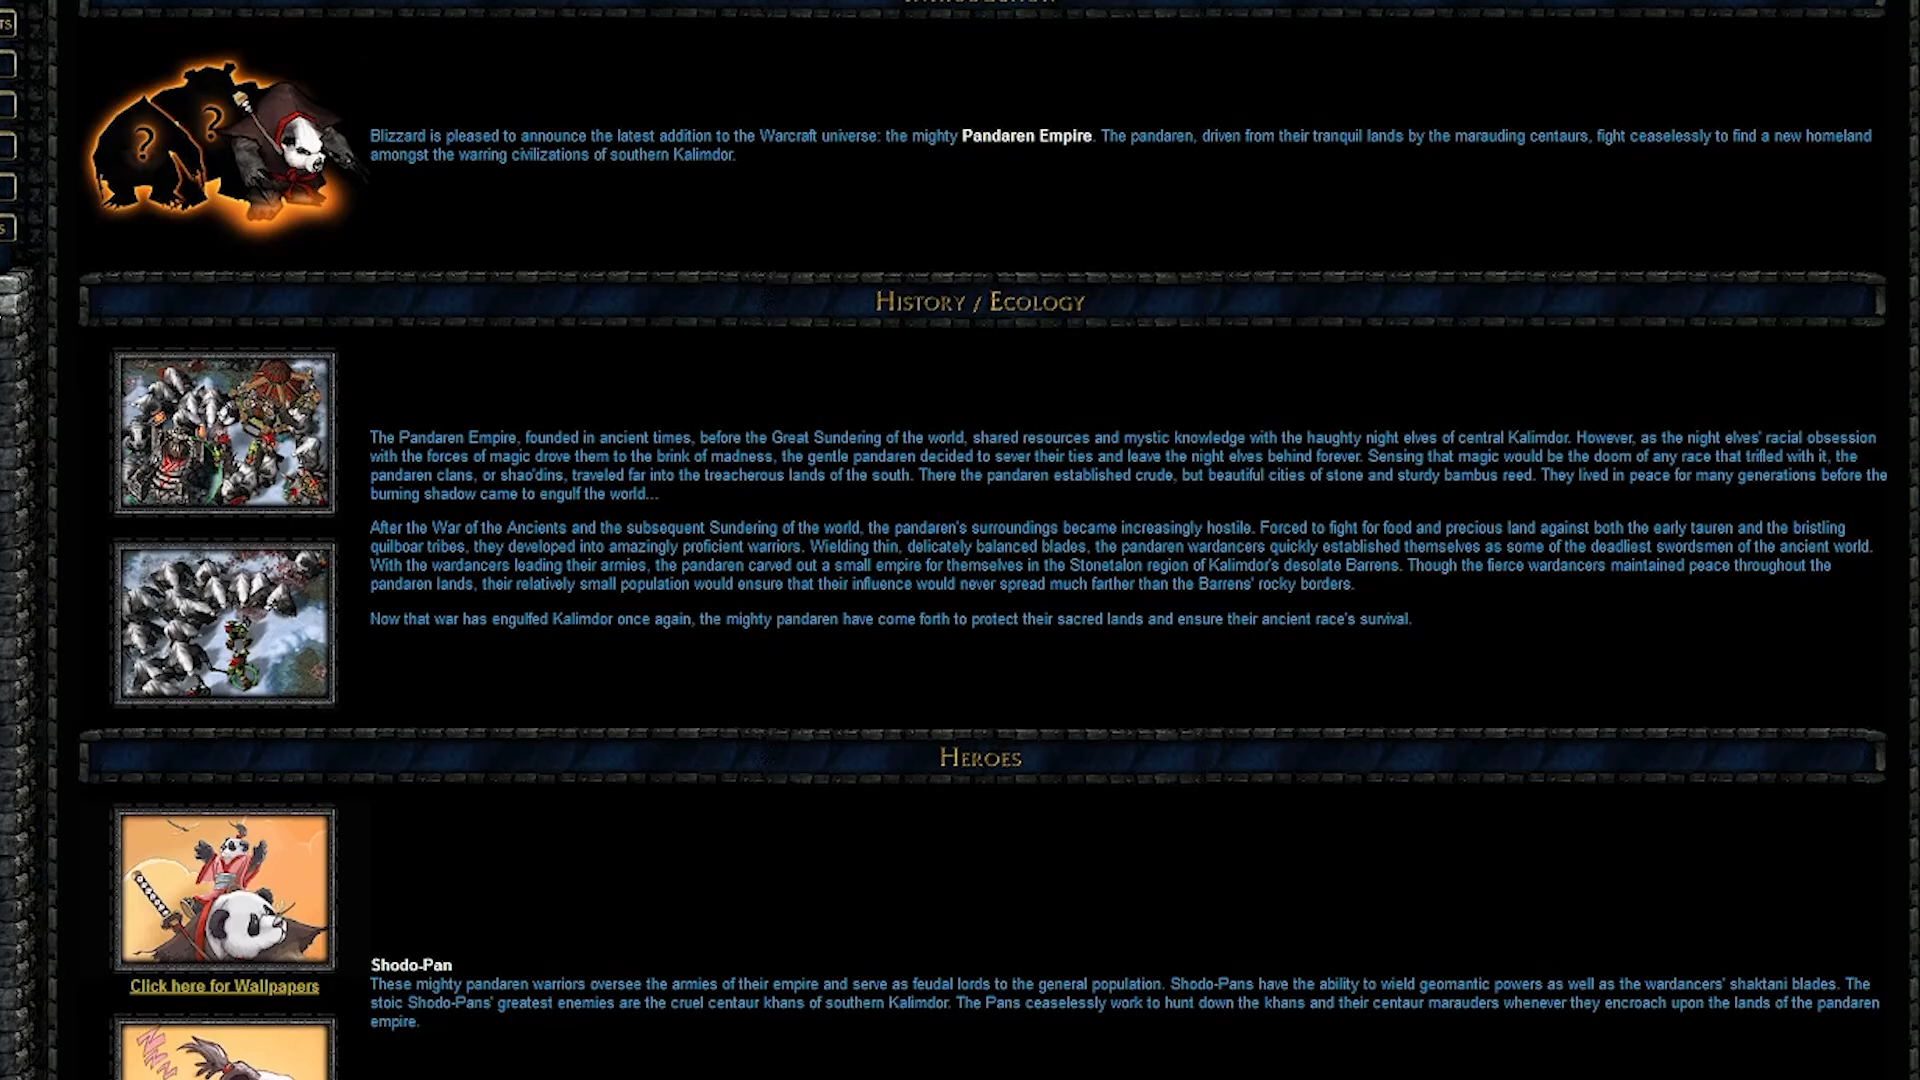 TS
S
? ?
Blizzard is pleased to announce the latest addition to the Warcraft universe: the mighty Pandaren Empire. The pandaren, driven from their tranquil lands by the marauding centaurs, fight ceaselessly to find a new homeland
amongst the warring civilizations of southern Kalimdor.
HISTORY / ECOLOGY
The Pandaren Empire, founded in ancient times, before the Great Sundering of the world, shared resources and mystic knowledge with the haughty night elves of central Kalimdor. However, as the night elves' racial obsession
with the forces of magic drove them to the brink of madness, the gentle pandaren decided to sever their ties and leave the night elves behind forever. Sensing that magic would be the doom of any race that trifled with it, the
pandaren clans, or shao'dins, traveled far into the treacherous lands of the south. There the pandaren established crude, but beautiful cities of stone and sturdy bambus reed. They lived in peace for many generations before the
burning shadow came to engulf the world...
After the War of the Ancients and the subsequent Sundering of the world, the pandaren's surroundings became increasingly hostile. Forced to fight for food and precious land against both the early tauren and the bristling
quilboar tribes, they developed into amazingly proficient warriors. Wielding thin, delicately balanced blades, the pandaren wardancers quickly established themselves as some of the deadliest swordsmen of the ancient world.
With the wardancers leading their armies, the pandaren carved out a small empire for themselves in the Stonetalon region of Kalimdor's desolate Barrens. Though the fierce wardancers maintained peace throughout the
pandaren lands, their relatively small population would ensure that their influence would never spread much farther than the Barrens' rocky borders.
Now that war has engulfed Kalimdor once again, the mighty pandaren have come forth to protect their sacred lands and ensure their ancient race's survival.
HEROES
Click here for Wallpapers
Shodo-Pan
These mighty pandaren warriors oversee the armies of their empire and serve as feudal lords to the general population. Shodo-Pans have the ability to wield geomantic powers as well as the wardancers' shaktani blades. The
stoic Shodo-Pans' greatest enemies are the cruel centaur khans of southern Kalimdor. The Pans ceaselessly work to hunt down the khans and their centaur marauders whenever they encroach upon the lands of the pandaren
empire.